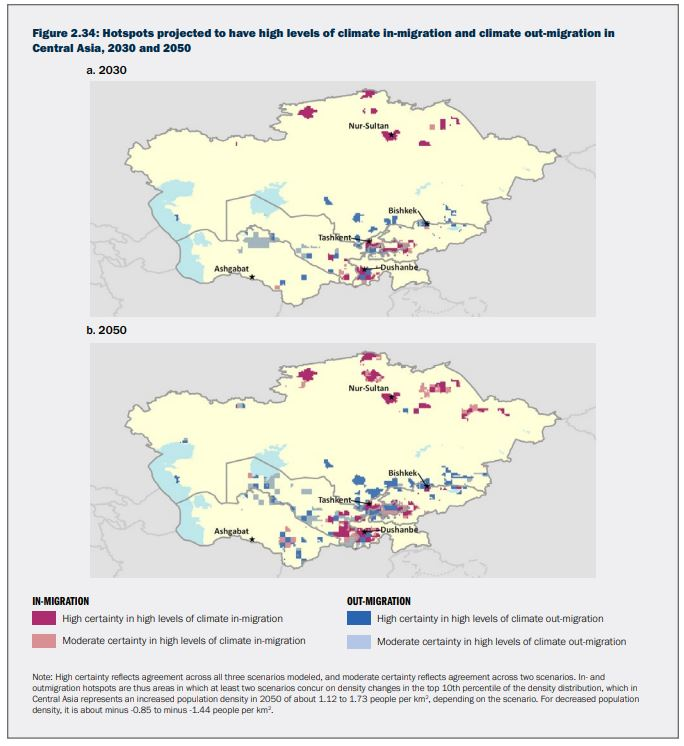 Figure 2.34: Hotspots projected to have high levels of climate in-migration and climate out-migration in
Central Asia, 2030 and 2050
a. 2030
Nur-Sultan
Bishkek
Tashkent
Ashgabat
Dushanbe
b. 2050
Nur-Sultan
Bishkek
Tashkent
Ashgabat
Dushanbe
IN-MIGRATION
High certainty in high levels of climate in-migration
Moderate certainty in high levels of climate in-migration
OUT-MIGRATION
High certainty in high levels of climate out-migration
Moderate certainty in high levels of climate out-migration
Note: High certainty reflects agreement across all three scenarios modeled, and moderate certainty reflects agreement across two scenarios. In- and
outmigration hotspots are thus areas in which at least two scenarios concur on density changes in the top 10th percentile of the density distribution, which in
Central Asia represents an increased population density in 2050 of about 1.12 to 1.73 people per km², depending on the scenario. For decreased population
density, it is about minus -0.85 to minus -1.44 people per km².